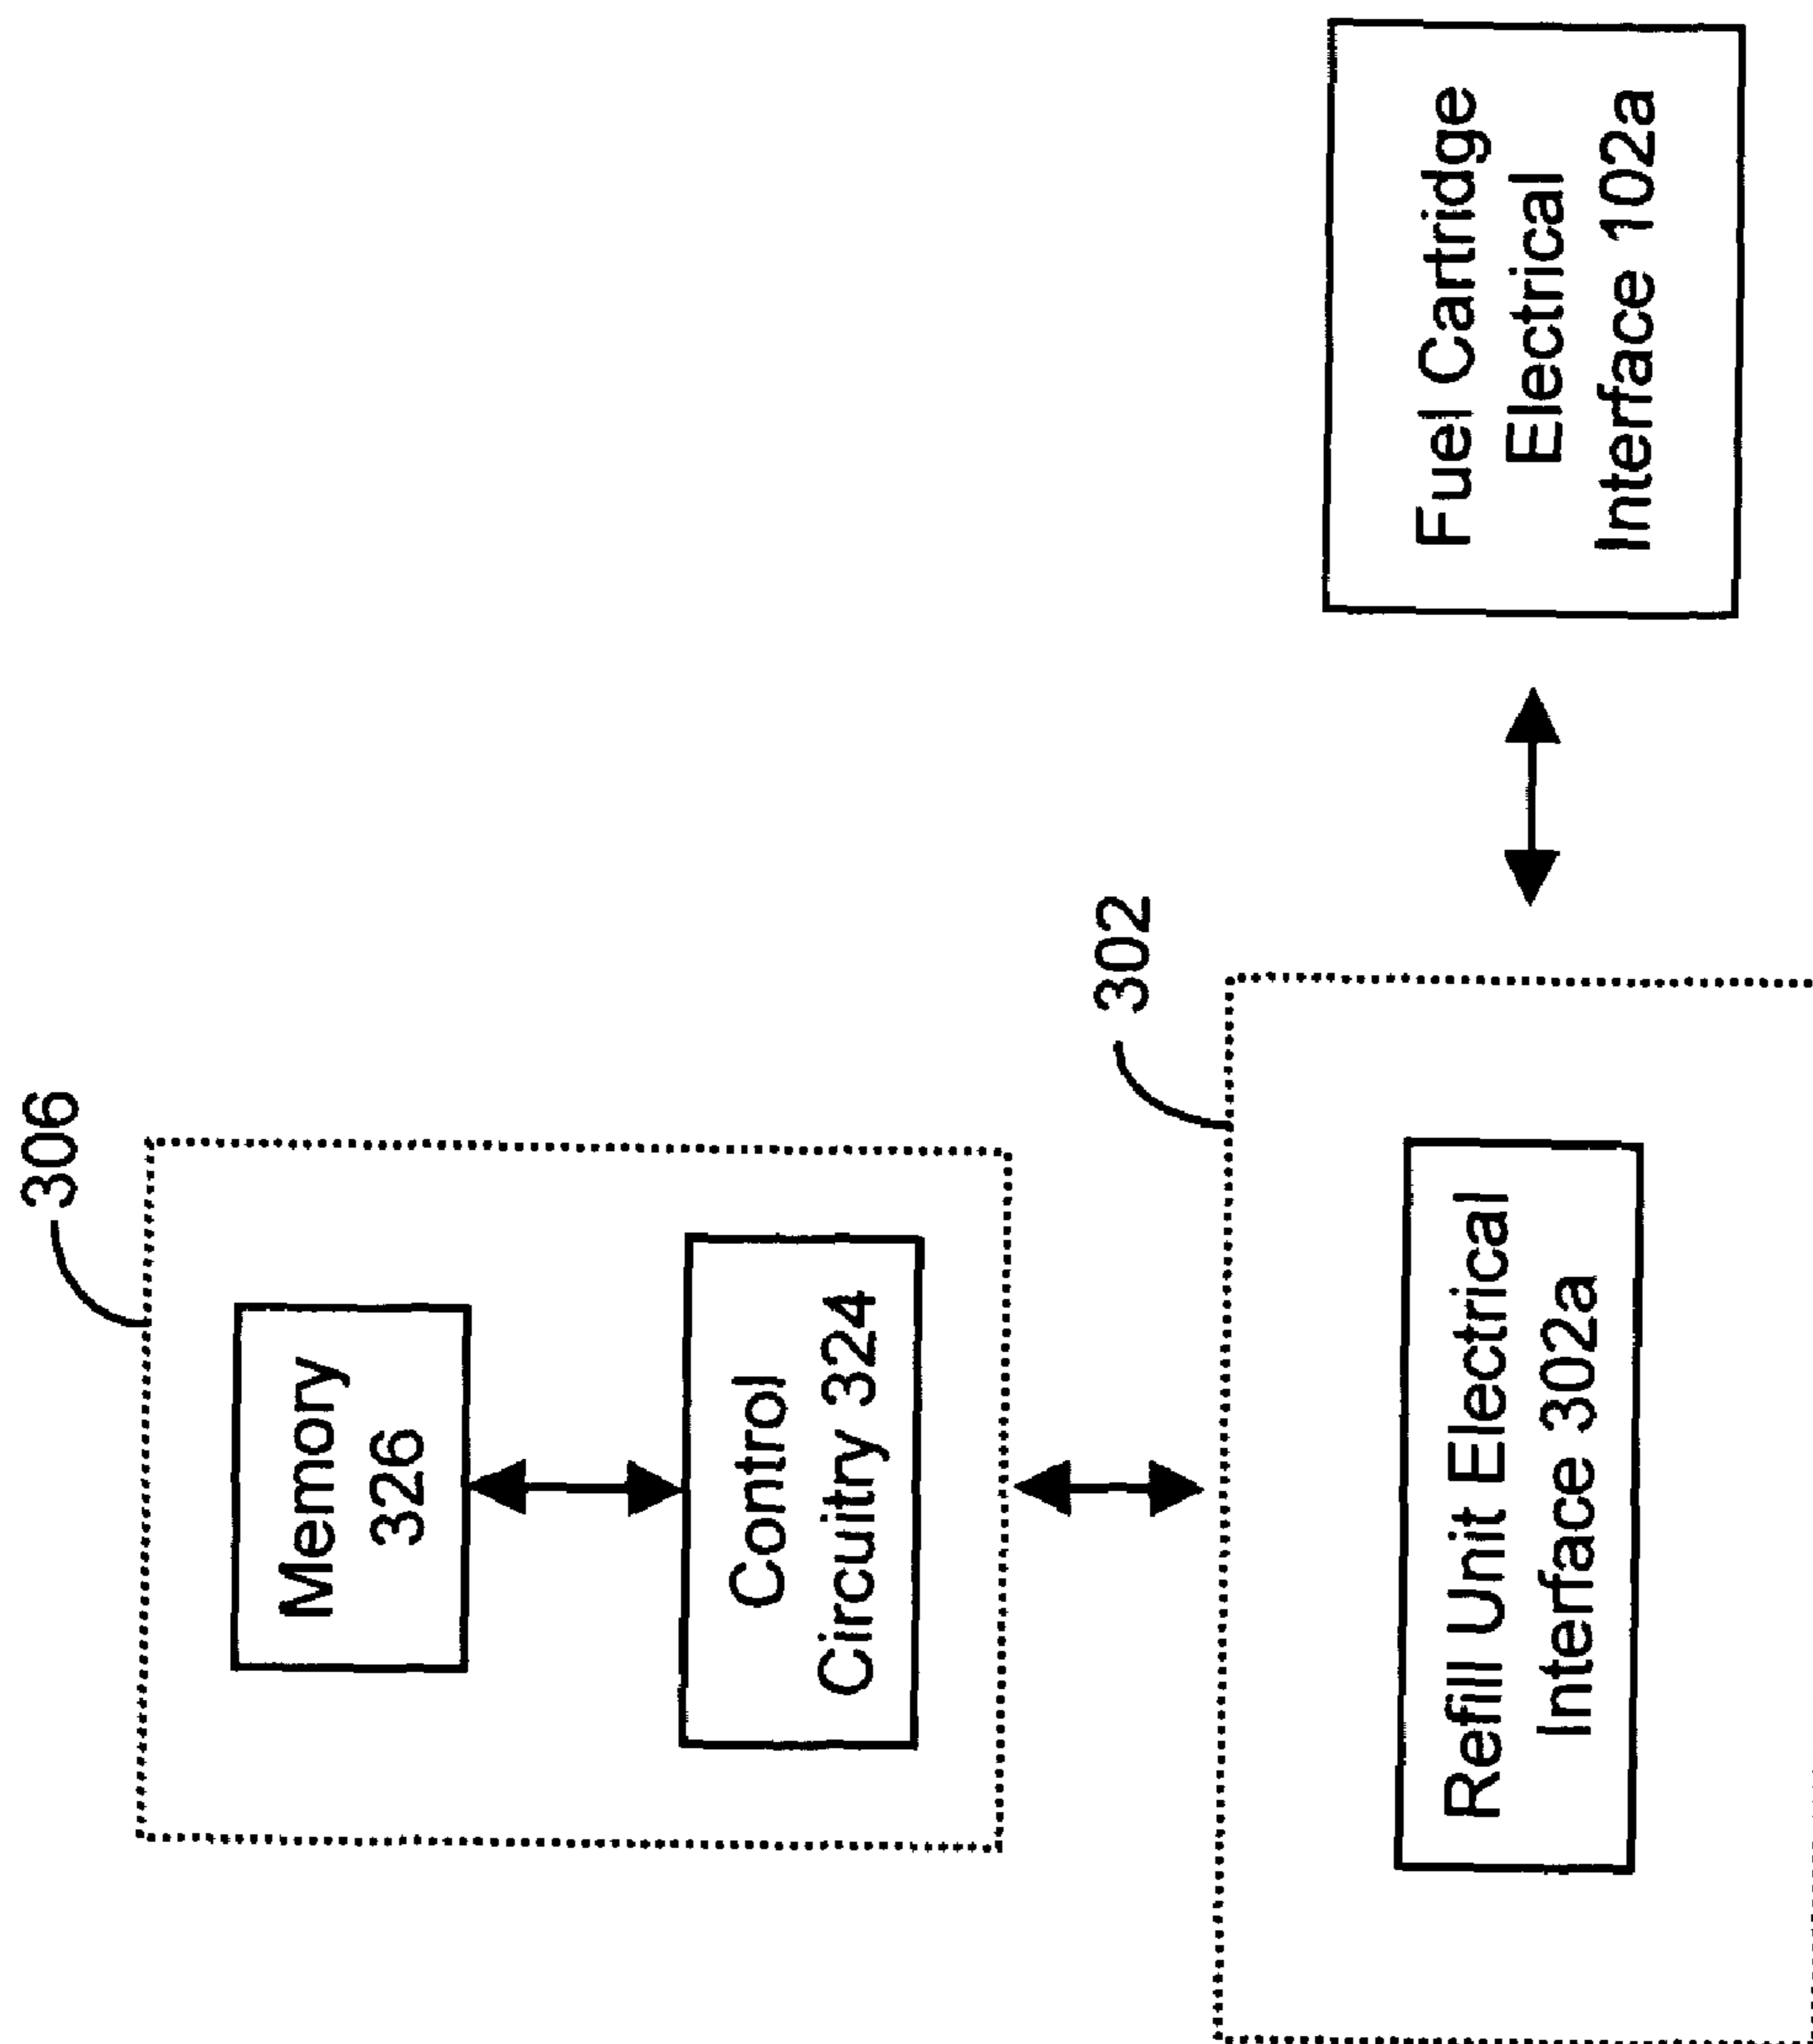 306
Memory
326
Control
Circuitry 324
302
Refill Unit Electrical
Interface 302a
Fuel Cartridge
Electrical
Interface 102a